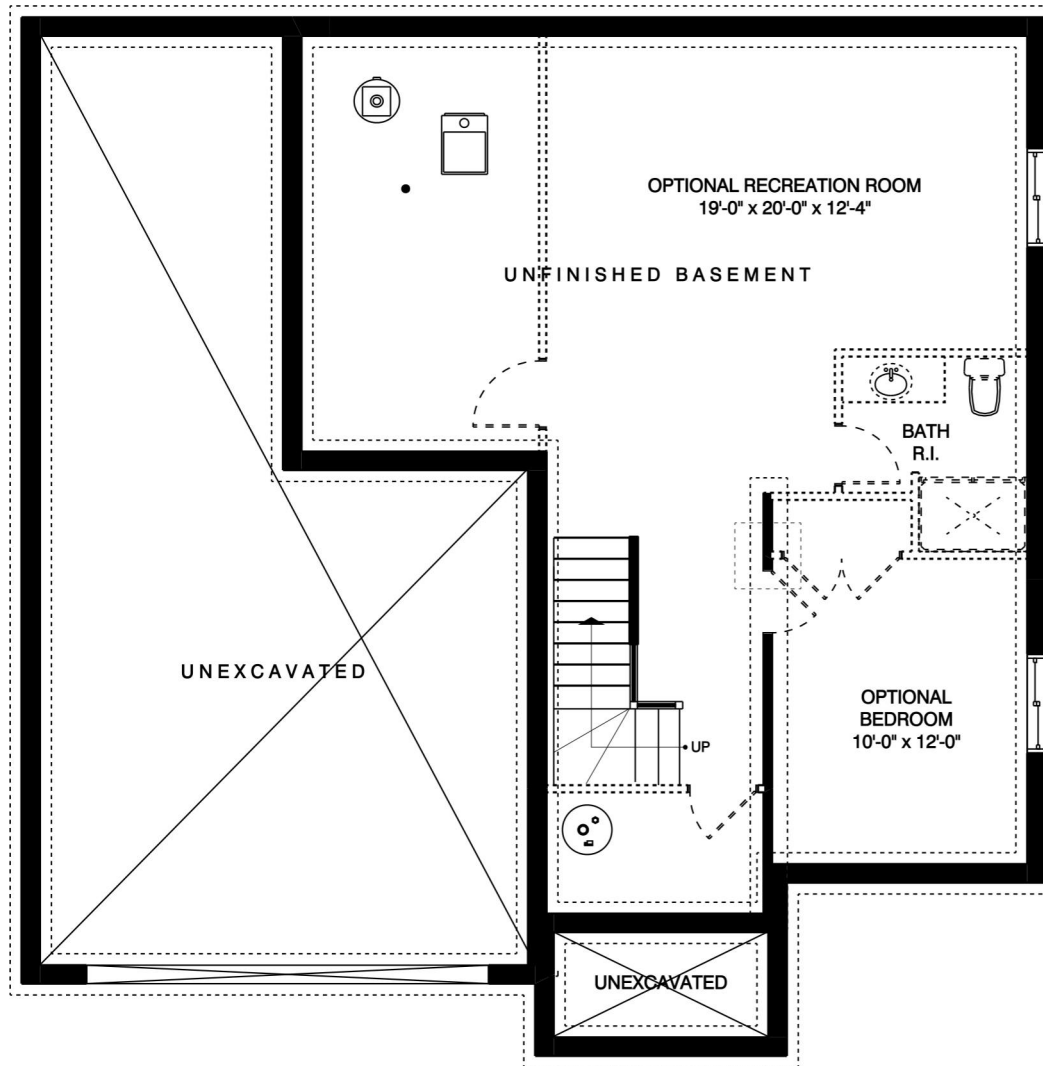 OPTIONAL RECREATION ROOM
19'-0" x 20'-0" x 12'-4"
UNFINISHED BASEMENT
BATH
R.I.
UNEXCAVATED
OPTIONAL
BEDROOM
10'-0" x 12'-0"
UP
UNEXCAVATED